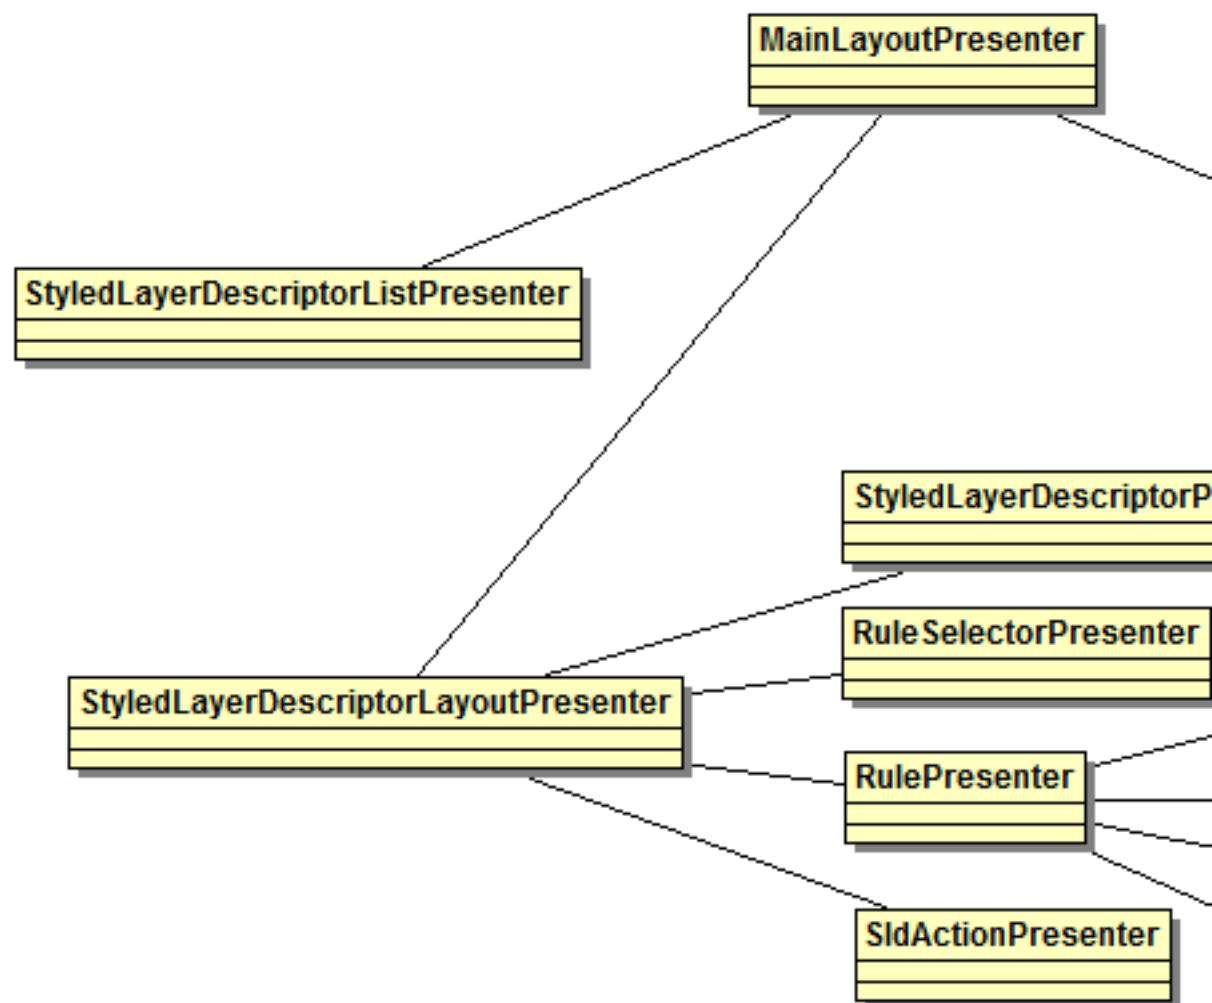 MainLayoutPresenter
StyledLayerDescriptorListPresenter
StyledLayerDescriptorP
RuleSelectorPresenter
StyledLayerDescriptorLayoutPresenter
RulePresenter
SldActionPresenter